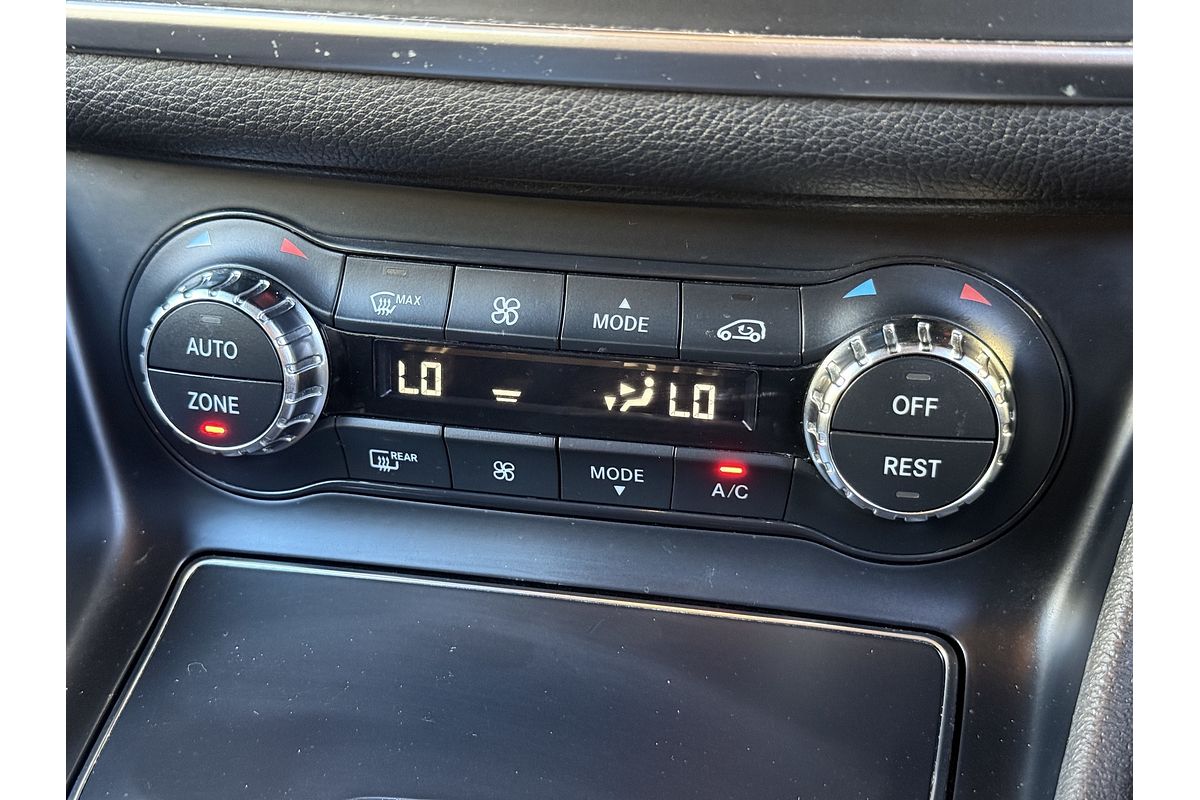 MAX
MODE
AUTO
ZONE
LO
LO
OFF
REST
REAR
MODE
A/C